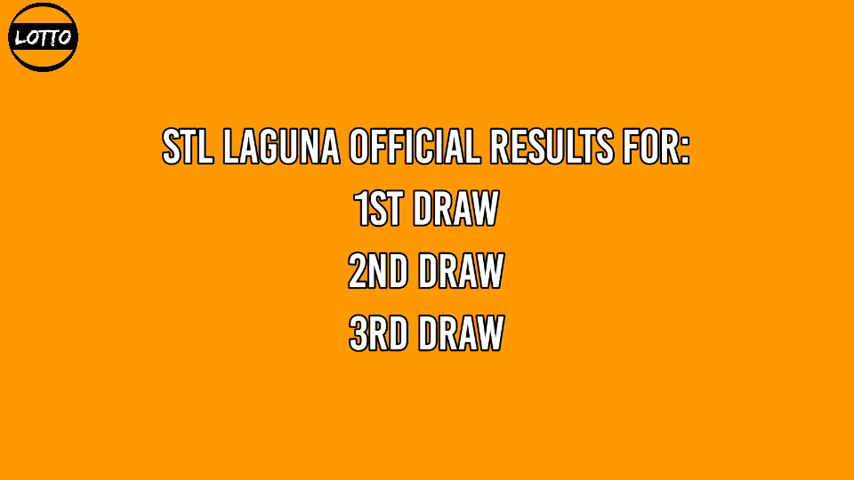 LOTTO
STL LAGUNA OFFICIAL RESULTS FOR:
1ST DRAW
2ND DRAW
3RD DRAW